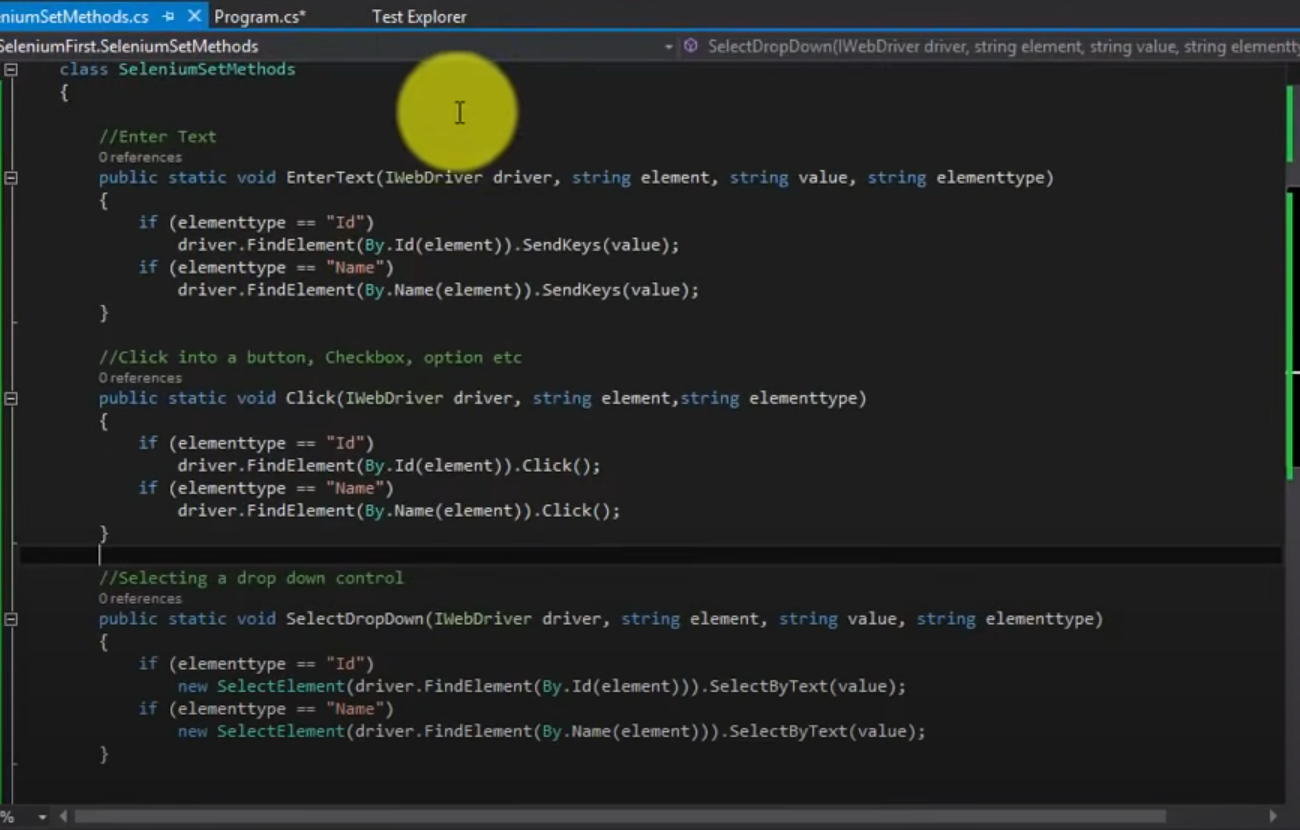 niumSetMethods.cs Program.cs* Test Explorer
SeleniumFirst.SeleniumSetMethods SelectDropDown(IWebDriver driver, string element, string value, string elementty
class SeleniumSetMethods
{
//Enter Text
0 references
public static void EnterText(IWebDriver driver, string element, string value, string elementtype)
{
if (elementtype == "Id")
driver.FindElement(By.Id(element)).SendKeys(value);
if (elementtype == "Name")
driver.FindElement(By.Name(element)).SendKeys(value);
}
//Click into a button, Checkbox, option etc
0 references
public static void Click(IWebDriver driver, string element,string elementtype)
{
if (elementtype == "Id")
driver.FindElement(By.Id(element)).Click();
if (elementtype == "Name")
driver.FindElement(By.Name(element)).Click();
}
//Selecting a drop down control
0 references
public static void SelectDropDown(IWebDriver driver, string element, string value, string elementtype)
{
if (elementtype == "Id")
new SelectElement(driver.FindElement(By.Id(element))).SelectByText(value);
if (elementtype == "Name")
new SelectElement(driver.FindElement(By.Name(element))).SelectByText(value);
}
%